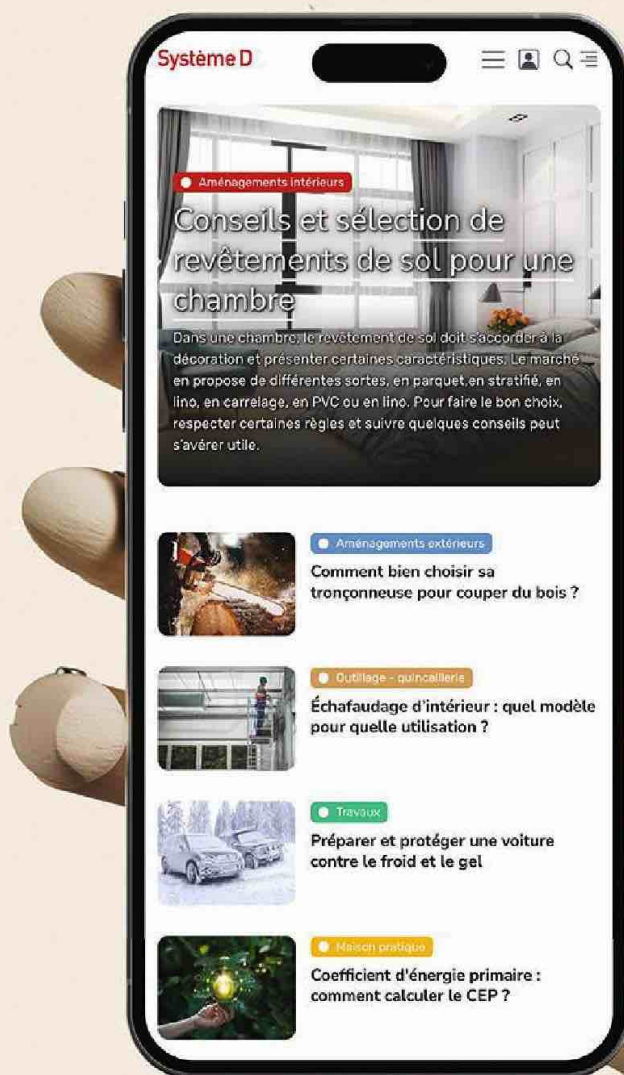 Système D
Aménagements intérieurs
Conseils et sélection de
revêtements de sol pour une
chambre
Dans une chambre, le revêtement de sol doit s'accorder à la
décoration et présenter certaines caractéristiques. Le marché
en propose de différentes sortes, en parquet,en stratifié, en
lino, en carrelage, en PVC ou en lino. Pour faire le bon choix,
respecter certaines règles et suivre quelques conseils peut
s'avérer utile.
Aménagements extérieurs
Comment bien choisir sa
tronçonneuse pour couper du bois ?
Outillage - quincaillerie
Échafaudage d'intérieur : quel modèle
pour quelle utilisation ?
Travaux
Préparer et protéger une voiture
contre le froid et le gel
Maison pratique
Coefficient d'énergie primaire :
comment calculer le CEP ?